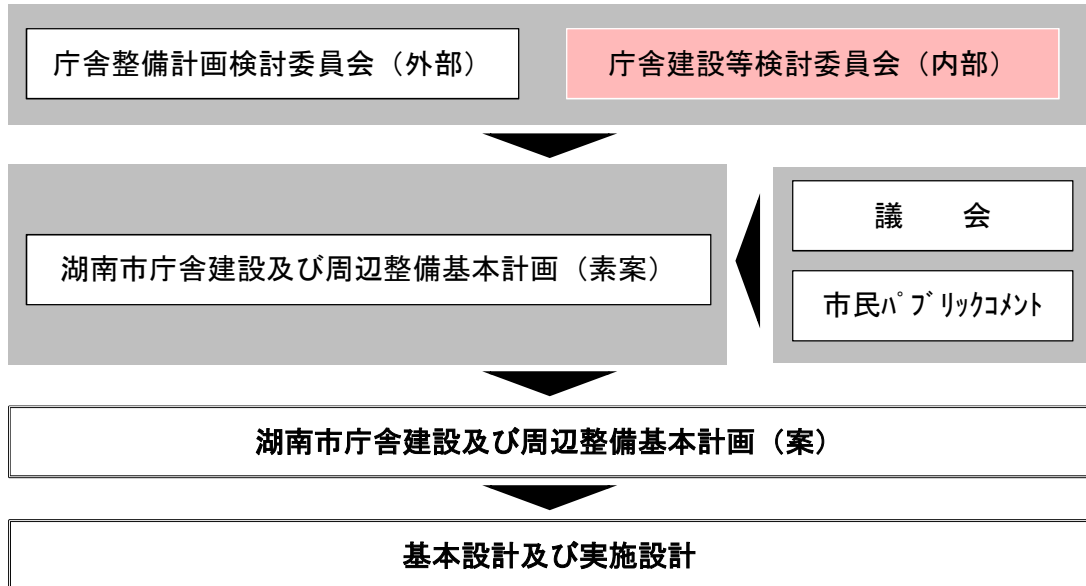 庁舎整備計画検討委員会（外部）
庁舎建設等検討委員会（内部）
湖南市庁舎建設及び周辺整備基本計画（素案）
議　　会
市民ﾊﾟﾌﾞﾘｯｸｺﾒﾝﾄ
湖南市庁舎建設及び周辺整備基本計画（案）
基本設計及び実施設計